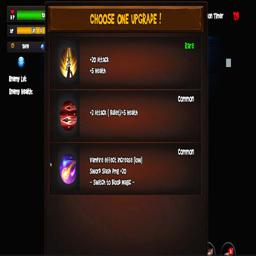 CHOOSE ONE UPGRADE !
HP
Rare
+20 Attack
+5 Health
Enemy Lvl:
Enemy Health:
Common
+2 Attack ( Bullet)/+5 Health
Common
Vampire effect increase (low)
Sword Slash Dmg +20
- Switch to Blood Magic -